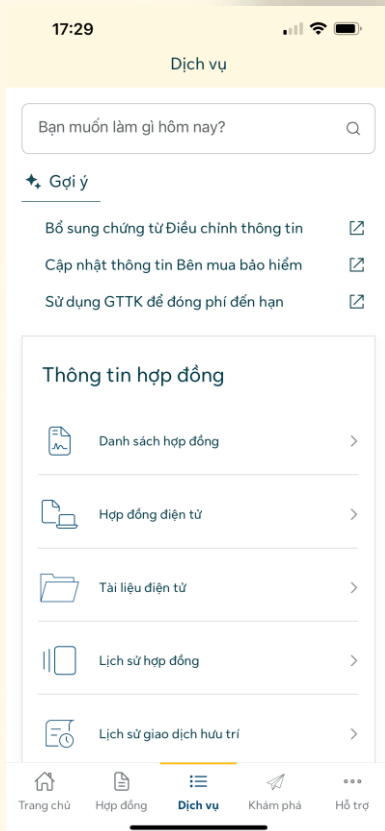 17:29
Dịch vụ
Bạn muốn làm gì hôm nay?
Gợi ý
Bổ sung chứng từ Điều chỉnh thông tin
Cập nhật thông tin Bên mua bảo hiểm
Sử dụng GTTK để đóng phí đến hạn
Thông tin hợp đồng
Danh sách hợp đồng
Hợp đồng điện tử
Tài liệu điện tử
Lịch sử hợp đồng
Lịch sử giao dịch hưu trí
Trang chủ Hợp đồng Dịch vụ Khám phá Hỗ trợ